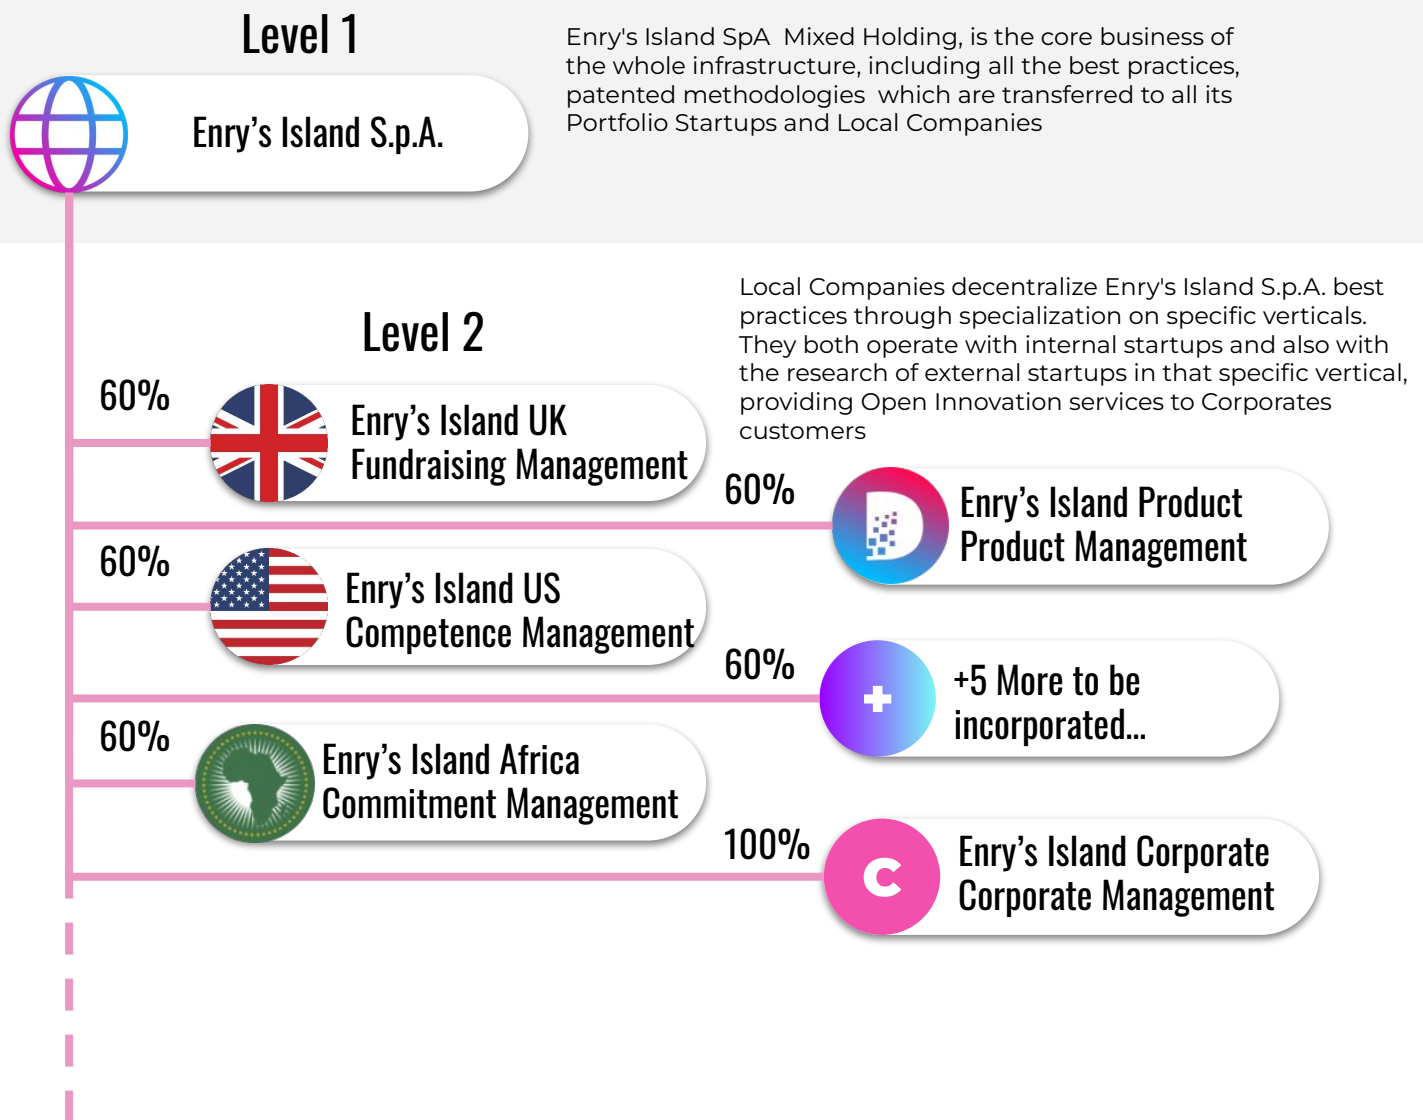 Level 1
Enry's Island SpA  Mixed Holding, is the core business of
the whole infrastructure, including all the best practices,
patented methodologies  which are transferred to all its
Portfolio Startups and Local Companies
Enry’s Island S.p.A.
Local Companies decentralize Enry's Island S.p.A. best
practices through specialization on specific verticals.
They both operate with internal startups and also with
the research of external startups in that specific vertical,
providing Open Innovation services to Corporates
customers
Level 2
60%
Enry’s Island UK
Fundraising Management
60%
Enry’s Island Product
Product Management
60%
Enry’s Island US
Competence Management
60%
+5 More to be
incorporated...
60%
Enry’s Island Africa
Commitment Management
100%
C
Enry’s Island Corporate
Corporate Management